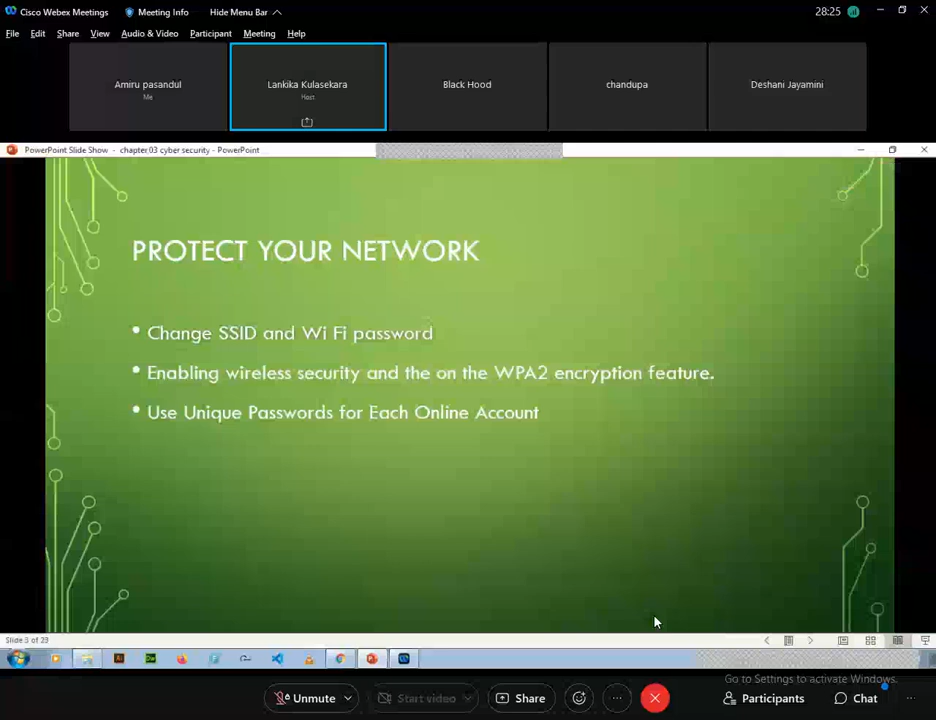 Cisco Webex Meetings
Meeting Info
Hide Menu Bar
28:25
File
Edit
Share
View
Audio & Video
Participant
Meeting
Help
Amiru pasandul
Me
Lankika Kulasekara
Host
Black Hood
chandupa
Deshani Jayamini
PowerPoint Slide Show - chapter 03 cyber security - PowerPoint
PROTECT YOUR NETWORK
• Change SSID and Wi Fi password
• Enabling wireless security and the on the WPA2 encryption feature.
• Use Unique Passwords for Each Online Account
Slide 3 of 23
Go to Settings to activate Windows.
Unmute
Start video
Share
Participants
Chat